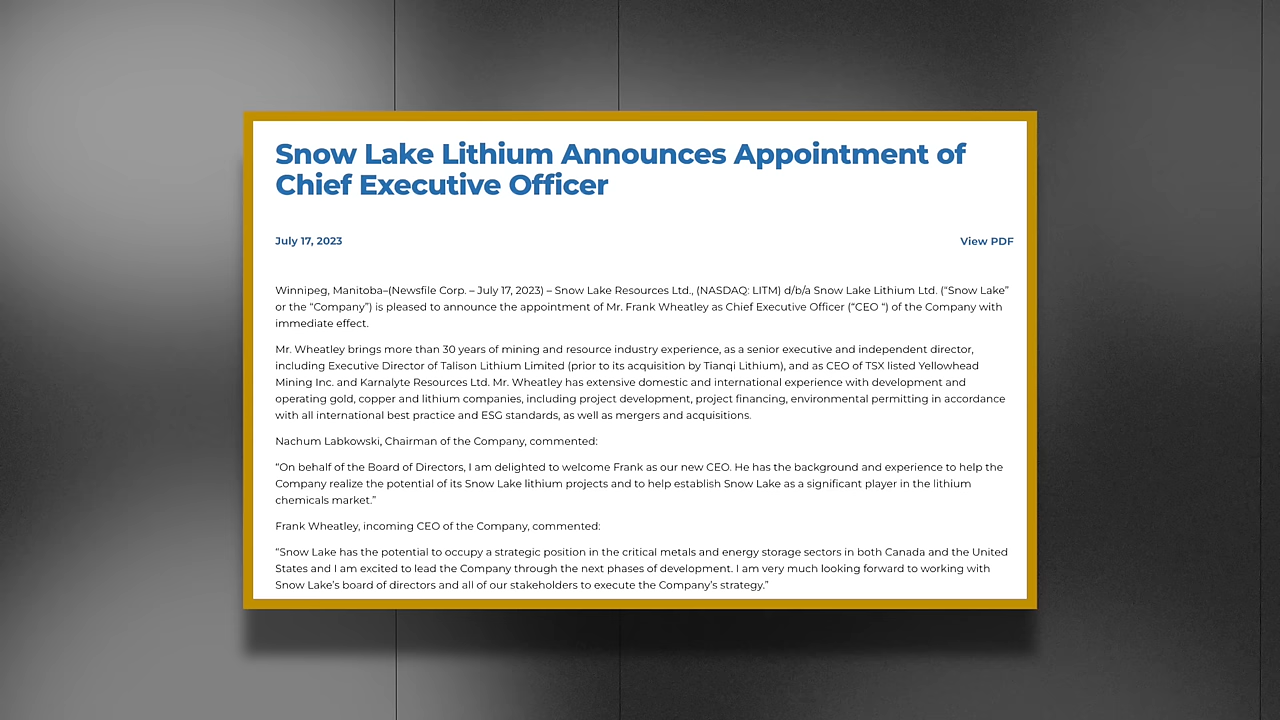 Snow Lake Lithium Announces Appointment of
Chief Executive Officer
July 17, 2023
View PDF
Winnipeg, Manitoba–(Newsfile Corp. – July 17, 2023) – Snow Lake Resources Ltd., (NASDAQ: LITM) d/b/a Snow Lake Lithium Ltd. (“Snow Lake”
or the “Company”) is pleased to announce the appointment of Mr. Frank Wheatley as Chief Executive Officer (“CEO “) of the Company with
immediate effect.
Mr. Wheatley brings more than 30 years of mining and resource industry experience, as a senior executive and independent director,
including Executive Director of Talison Lithium Limited (prior to its acquisition by Tianqi Lithium), and as CEO of TSX listed Yellowhead
Mining Inc. and Karnalyte Resources Ltd. Mr. Wheatley has extensive domestic and international experience with development and
operating gold, copper and lithium companies, including project development, project financing, environmental permitting in accordance
with all international best practice and ESG standards, as well as mergers and acquisitions.
Nachum Labkowski, Chairman of the Company, commented:
“On behalf of the Board of Directors, I am delighted to welcome Frank as our new CEO. He has the background and experience to help the
Company realize the potential of its Snow Lake lithium projects and to help establish Snow Lake as a significant player in the lithium
chemicals market.”
Frank Wheatley, incoming CEO of the Company, commented:
“Snow Lake has the potential to occupy a strategic position in the critical metals and energy storage sectors in both Canada and the United
States and I am excited to lead the Company through the next phases of development. I am very much looking forward to working with
Snow Lake’s board of directors and all of our stakeholders to execute the Company’s strategy.”